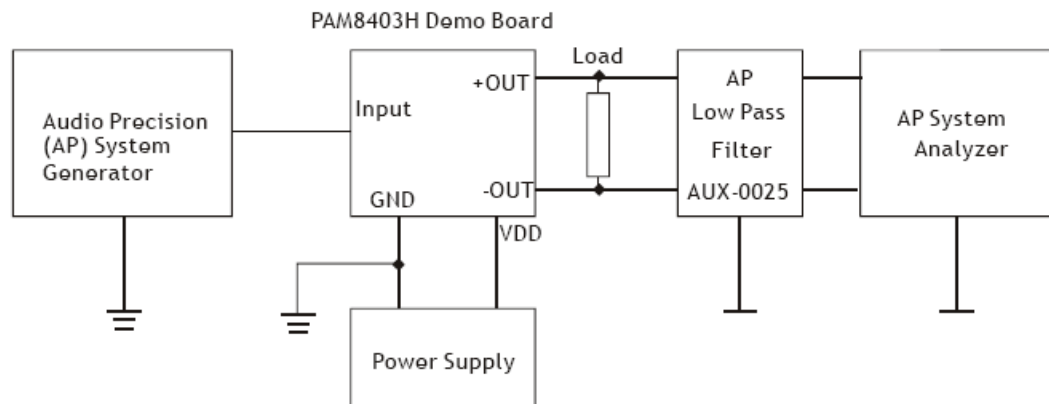 PAM8403H Demo Board
Audio Precision
(AP) System
Generator
Input
+OUT
-OUT
GND
VDD
Load
AP
Low Pass
Filter
AUX-0025
AP System
Analyzer
Power Supply